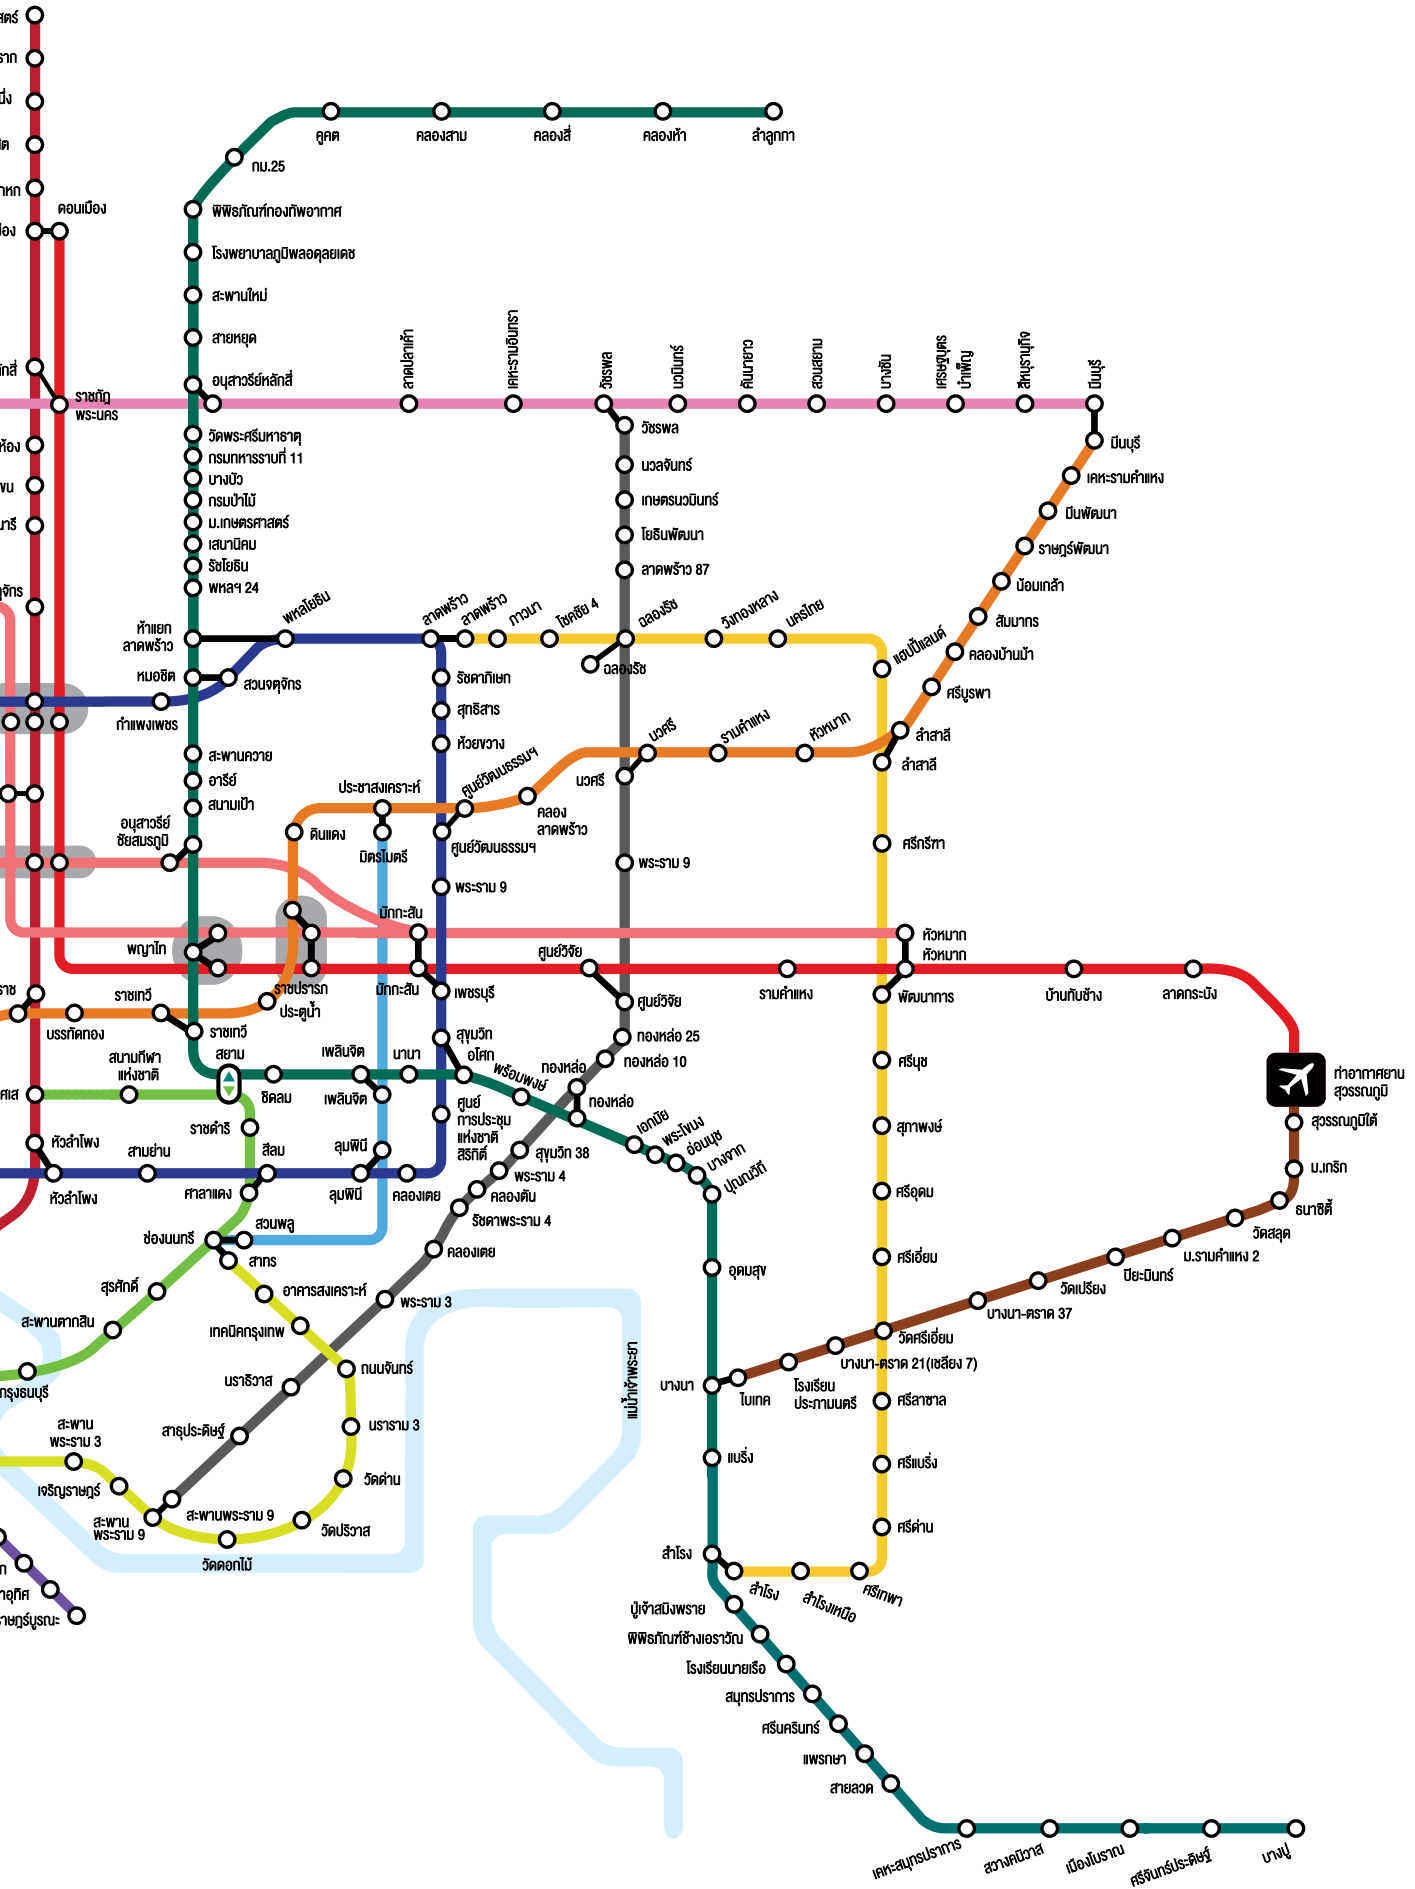 คูคต
คลองสาม
คลองสี่
คลองห้า
ลำลูกกา
กม.25
ดอนเมือง
พิพิธภัณฑ์กองทัพอากาศ
โรงพยาบาลภูมิพลอดุลยเดช
สะพานใหม่
สายหยุด
อนุสาวรีย์หลักสี่
ราชภัฎ
พระนคร
ลาดปลาเค้า
เคหะรามอินทรา
วัชรพล
นวมินทร์
คันนายาว
สวนสยาม
บางชัน
เศรษฐบุตร
บำเพ็ญ
สีหบุรานุกิจ
มีนบุรี
วัดพระศรีมหาธาตุ
กรมทหารราบที่ 11
บางบัว
กรมป่าไม้
ม.เกษตรศาสตร์
เสนานิคม
รัชโยธิน
พหลฯ 24
วัชรพล
นวลจันทร์
เกษตรนวมินทร์
โยธินพัฒนา
ลาดพร้าว 87
มีนบุรี
เคหะรามคำแหง
มีนพัฒนา
ราษฎร์พัฒนา
น้อมเกล้า
สัมมากร
คลองบ้านม้า
ศรีบูรพา
ลำสาลี
ลำสาลี
ห้าแยก
ลาดพร้าว
พหลโยธิน
ลาดพร้าว
ลาดพร้าว
ภาวนา
โชคชัย 4
ฉลองรัช
วังทองหลาง
นครไทย
แฮปปี้แลนด์
หมอชิต
สวนจตุจักร
กำแพงเพชร
ฉลองรัช
รัชดาภิเษก
สุทธิสาร
ห้วยขวาง
สะพานควาย
อารีย์
สนามเป้า
อนุสาวรีย์
ชัยสมรภูมิ
ประชาสงเคราะห์
ศูนย์วัฒนธรรมฯ
คลอง
ลาดพร้าว
นวศรี
รามคำแหง
หัวหมาก
นวศรี
ดินแดง
มิตรไมตรี
ศูนย์วัฒนธรรมฯ
ศรีกรีฑา
พระราม 9
พระราม 9
มักกะสัน
หัวหมาก
พญาไท
ศูนย์วิจัย
หัวหมาก
ราชปรารภ
ประตูน้ำ
มักกะสัน
เพชรบุรี
ศูนย์วิจัย
รามคำแหง
พัฒนาการ
บ้านทับช้าง
ลาดกระบัง
ราชเทวี
บรรทัดทอง
ราชเทวี
สุขุมวิท
ทองหล่อ 25
ทองหล่อ 10
ทองหล่อ
ทองหล่อ
สนามกีฬา
แห่งชาติ
สยาม
ชิดลม
เพลินจิต
เพลินจิต
นานา
อโศก
พร้อมพงษ์
ศรีนุช
ท่าอากาศยาน
สุวรรณภูมิ
สุวรรณภูมิใต้
ราชดำริ
ศูนย์
การประชุม
แห่งชาติ
สิริกิติ์
เอกมัย
พระโขนง
อ่อนนุช
บางจาก
ปุณณวิถี
สุภาพงษ์
หัวลำโพง
หัวลำโพง
สามย่าน
สีลม
ศาลาแดง
ลุมพินี
ลุมพินี
คลองเตย
สุขุมวิท 38
พระราม 4
คลองตัน
รัชดาพระราม 4
คลองเตย
ศรีอุดม
ม.เกริก
ธนาซิตี้
วัดสลุด
ม.รามคำแหง 2
ปิยะมินทร์
วัดเปรียง
บางนา-ตราด 37
ช่องนนทรี
สวนพลู
สาทร
สุรศักดิ์
สะพานตากสิน
อาคารสงเคราะห์
เทคนิคกรุงเทพ
พระราม 3
อุดมสุข
ศรีเอี่ยม
วัดศรีเอี่ยม
บางนา-ตราด 21(เชลียง 7)
แม่น้ำเจ้าพระยา
ถนนจันทร์
นราธิวาส
บางนา
ไบเทค
โรงเรียน
ประภามนตรี
ศรีลาซาล
กรุงธนบุรี
สะพาน
พระราม 3
สาธุประดิษฐ์
นราราม 3
แบริ่ง
ศรีแบริ่ง
เจริญราษฎร์
วัดด่าน
สะพาน
พระราม 9
สะพานพระราม 9
วัดปริวาส
ศรีด่าน
วัดดอกไม้
สำโรง
สำโรง
สำโรงเหนือ
ศรีเทพา
ปู่เจ้าสมิงพราย
พิพิธภัณฑ์ช้างเอราวัณ
โรงเรียนนายเรือ
สมุทรปราการ
ศรีนครินทร์
แพรกษา
สายลวด
เคหะสมุทรปราการ
สวางคนิวาส
เมืองโบราณ
ศรีจันทร์ประดิษฐ์
บางปู